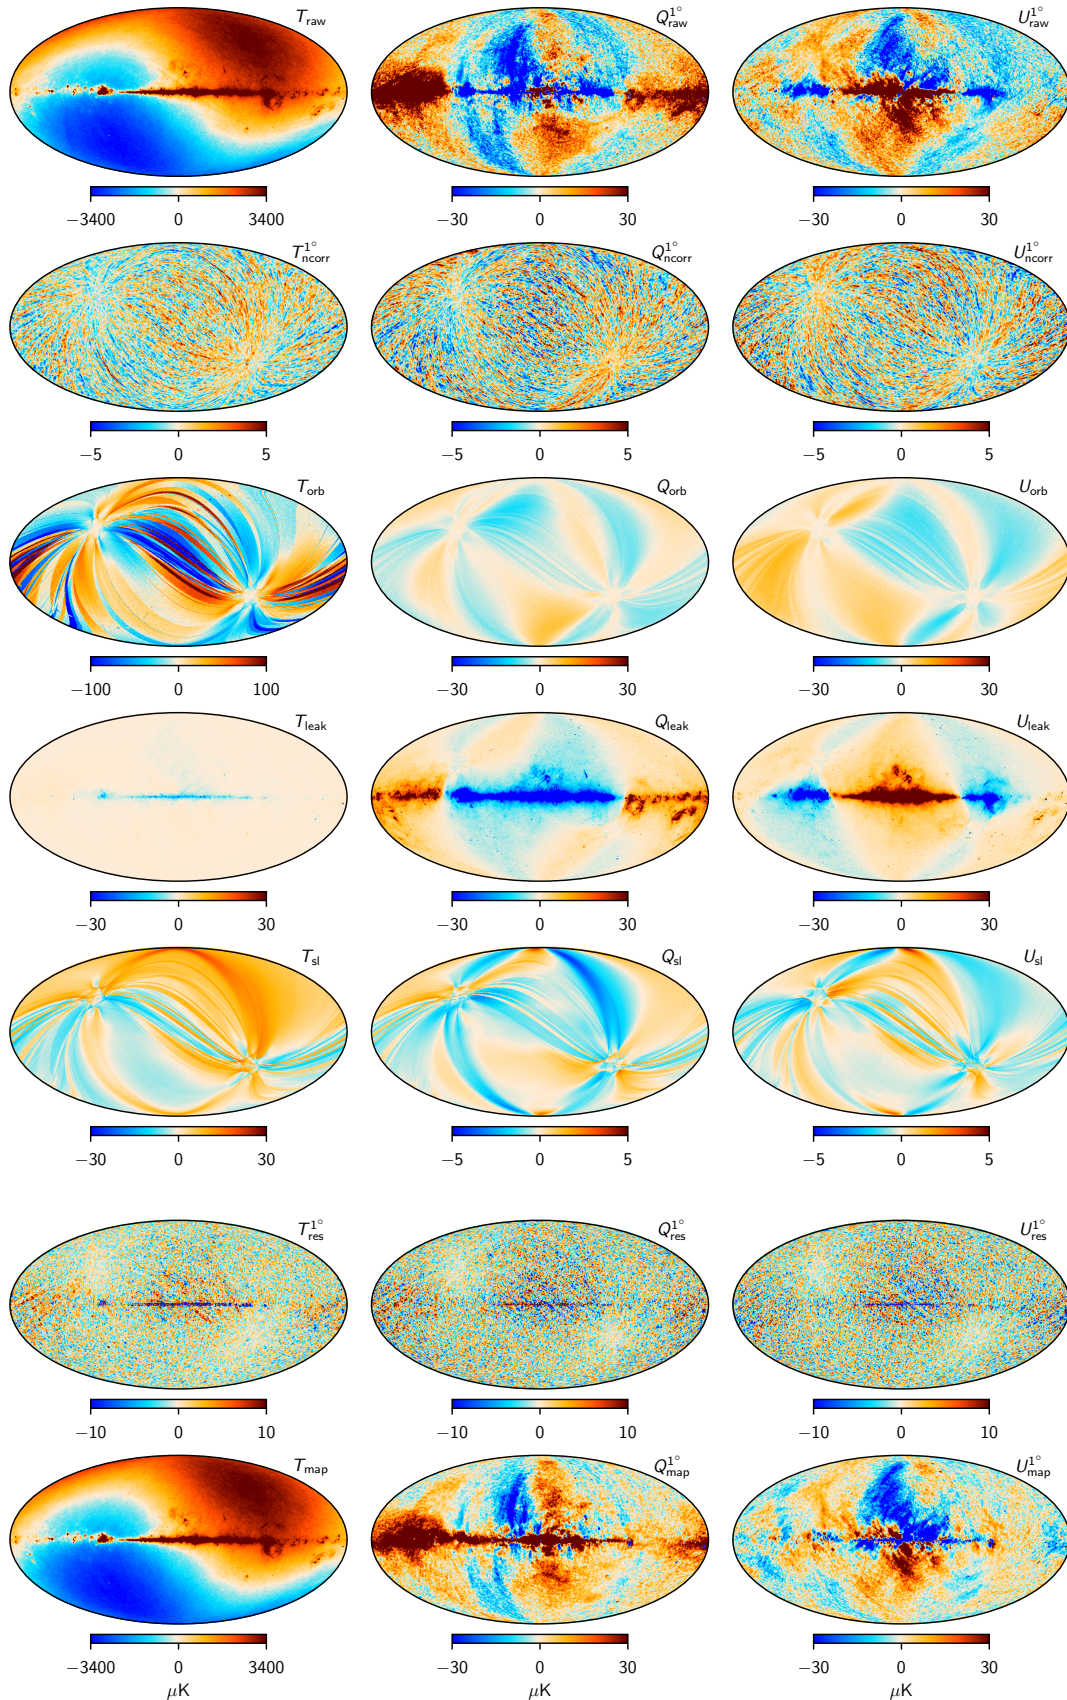 T_raw Q^1°_raw U^1°_raw
−3400 0 3400 −30 0 30 −30 0 30
T^1°_ncorr Q^1°_ncorr U^1°_ncorr
−5 0 5 −5 0 5 −5 0 5
T_orb Q_orb U_orb
−100 0 100 −30 0 30 −30 0 30
T_leak Q_leak U_leak
−30 0 30 −30 0 30 −30 0 30
T_sl Q_sl U_sl
−30 0 30 −5 0 5 −5 0 5
T^1°_res Q^1°_res U^1°_res
−10 0 10 −10 0 10 −10 0 10
T_map Q^1°_map U^1°_map
−3400 0 3400 −30 0 30 −30 0 30
μK μK μK